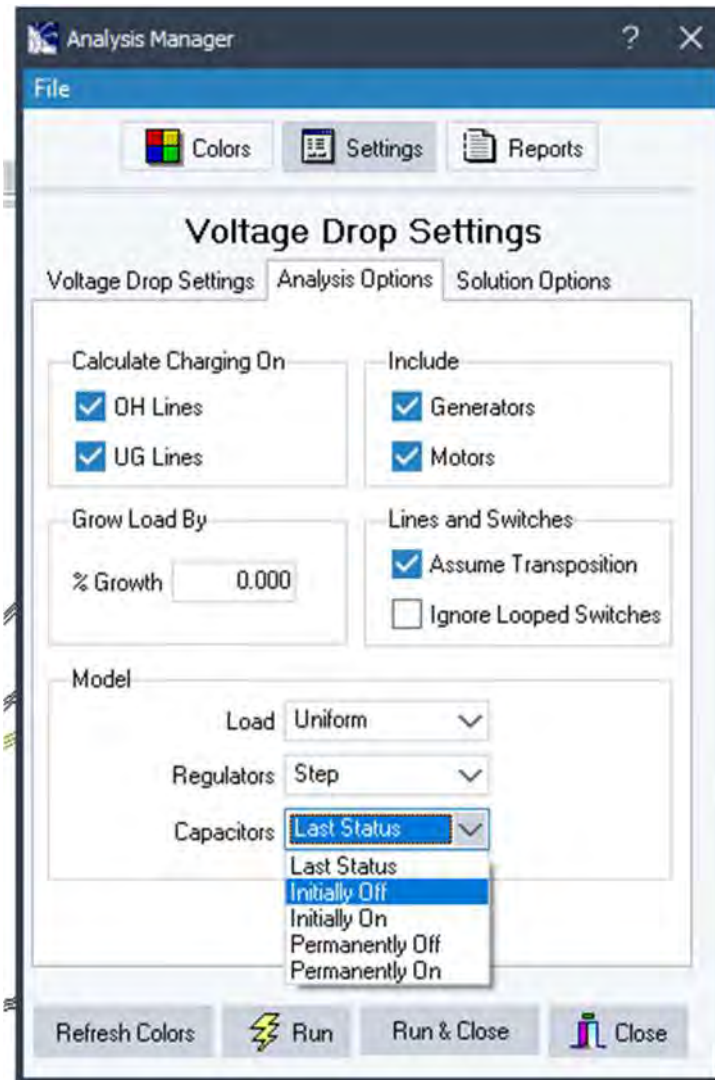 Analysis Manager ?
File
Colors Settings Reports
Voltage Drop Settings
Voltage Drop Settings Analysis Options Solution Options
Calculate Charging On Include
OH Lines Generators
UG Lines Motors
Grow Load By Lines and Switches
% Growth 0.000 Assume Transposition
Ignore Looped Switches
Model
Load Uniform
Regulators Step
Capacitors Last Status
Last Status
Initially Off
Initially On
Permanently Off
Permanently On
Refresh Colors Run Run & Close Close